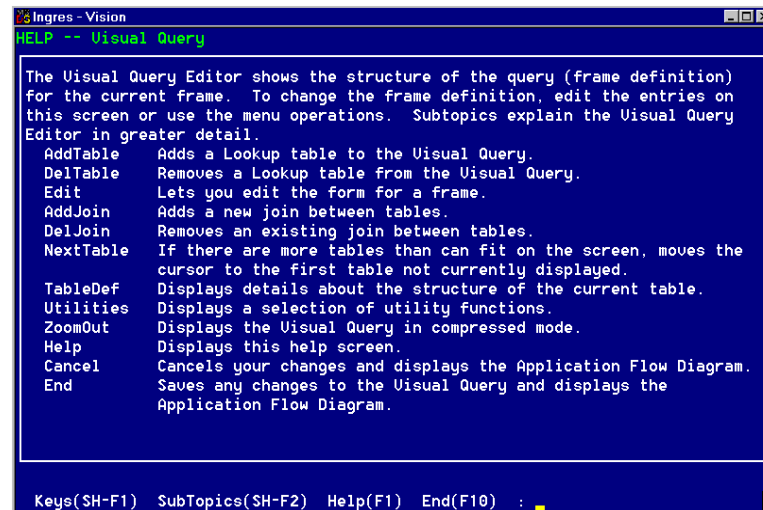 Ingres - Vision
HELP -- Visual Query
The Visual Query Editor shows the structure of the query (frame definition)
for the current frame.  To change the frame definition, edit the entries on
this screen or use the menu operations.  Subtopics explain the Visual Query
Editor in greater detail.
AddTable    Adds a Lookup table to the Visual Query.
DelTable    Removes a Lookup table from the Visual Query.
Edit        Lets you edit the form for a frame.
AddJoin     Adds a new join between tables.
DelJoin     Removes an existing join between tables.
NextTable   If there are more tables than can fit on the screen, moves the
cursor to the first table not currently displayed.
TableDef    Displays details about the structure of the current table.
Utilities   Displays a selection of utility functions.
ZoomOut     Displays the Visual Query in compressed mode.
Help        Displays this help screen.
Cancel      Cancels your changes and displays the Application Flow Diagram.
End         Saves any changes to the Visual Query and displays the
Application Flow Diagram.
Keys(SH-F1)  SubTopics(SH-F2)  Help(F1)  End(F10)  :